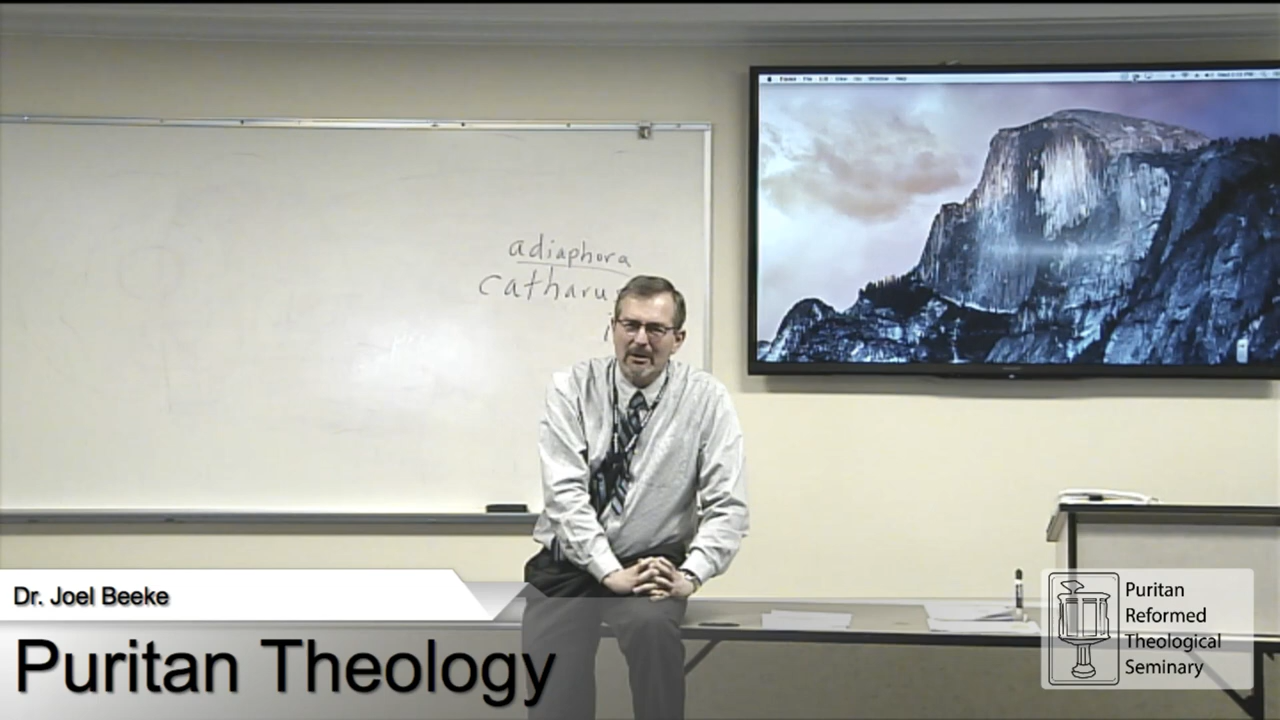 adiaphora
catharu
Dr. Joel Beeke
Puritan Theology
Puritan
Reformed
Theological
Seminary